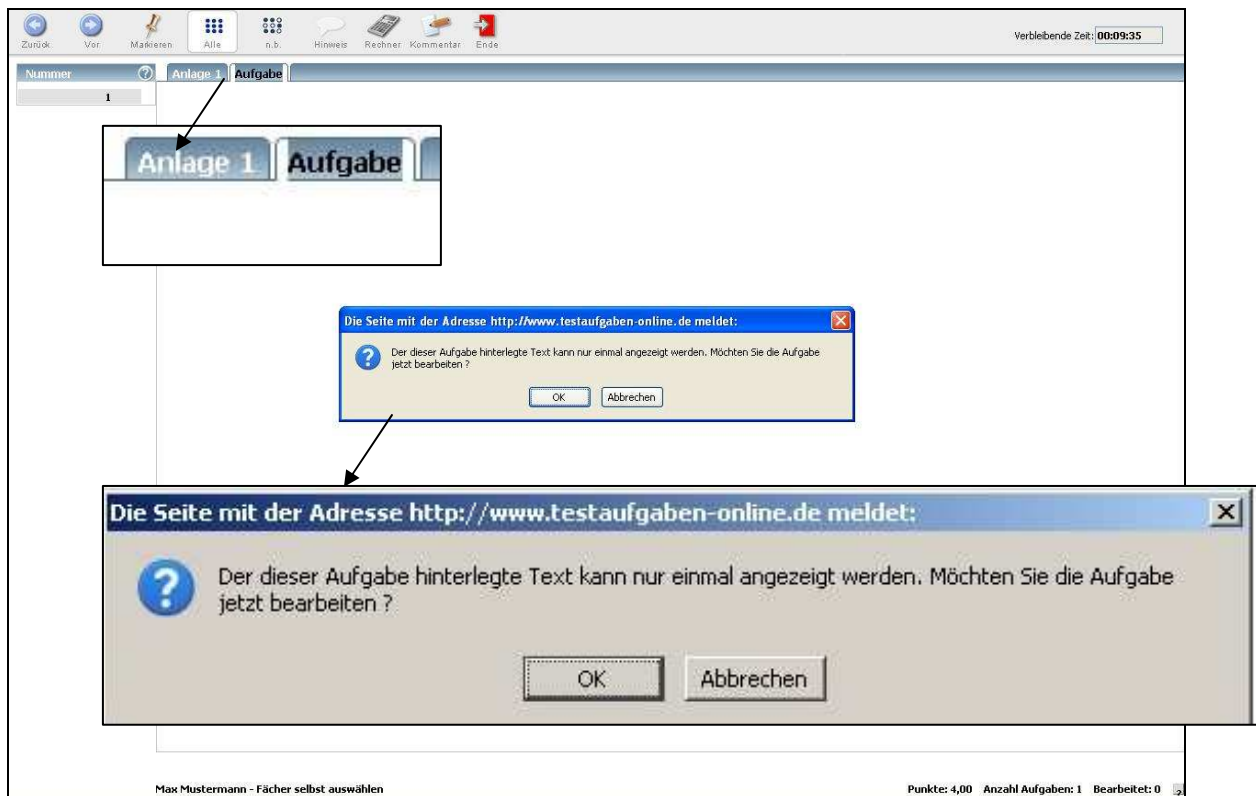 Zurück Vor Markieren Alle n.b. Hinweis Rechner Kommentar Ende
Verbleibende Zeit: 00:09:35
Nummer
Anlage 1 Aufgabe
1
Anlage 1 Aufgabe
Die Seite mit der Adresse http://www.testaufgaben-online.de meldet:
Der dieser Aufgabe hinterlegte Text kann nur einmal angezeigt werden. Möchten Sie die Aufgabe
jetzt bearbeiten ?
OK Abbrechen
Die Seite mit der Adresse http://www.testaufgaben-online.de meldet:
Der dieser Aufgabe hinterlegte Text kann nur einmal angezeigt werden. Möchten Sie die Aufgabe
jetzt bearbeiten ?
OK Abbrechen
Max Mustermann - Fächer selbst auswählen
Punkte: 4,00 Anzahl Aufgaben: 1 Bearbeitet: 0